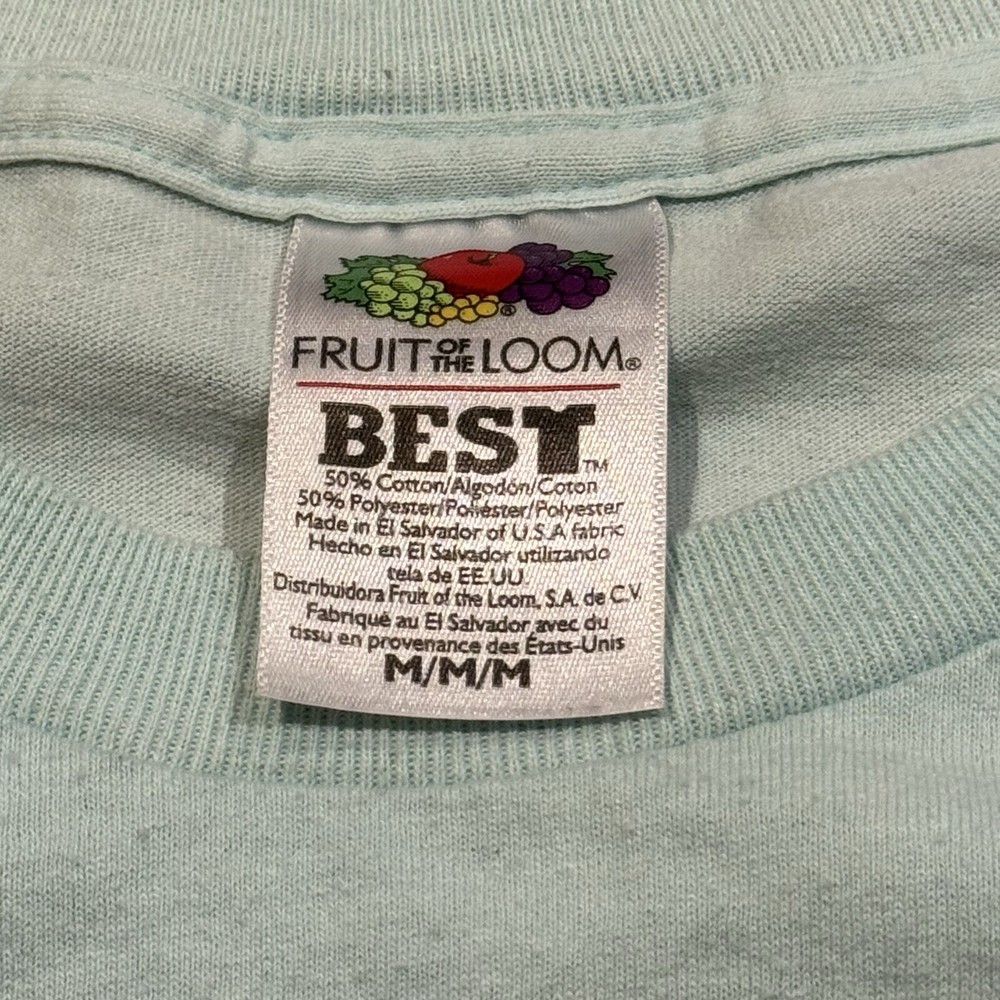 ®
FRUIT OF THE LOOM®
BEST™
50% Cotton/Algodón/Coton
50% Polyester/Poliéster/Polyester
Made in El Salvador of U.S.A fabric
Hecho en El Salvador utilizando
tela de EE.UU.
Distribuidora Fruit of the Loom, S.A. de C.V.
Fabriqué au El Salvador avec du
tissu en provenance des États-Unis
M/M/M